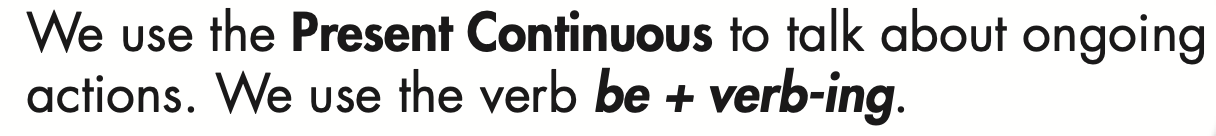 We use the Present Continuous to talk about ongoing
actions. We use the verb be + verb-ing.